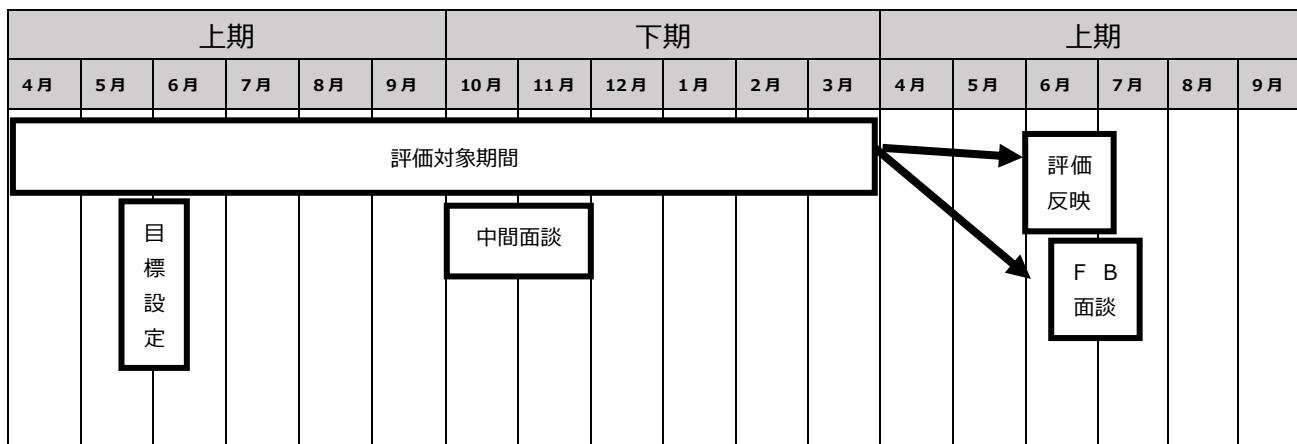 上期 下期 上期
4月 5月 6月 7月 8月 9月 10月 11月 12月 1月 2月 3月 4月 5月 6月 7月 8月 9月
評価対象期間
評価
反映
目
標
設
定
中間面談
F B
面談